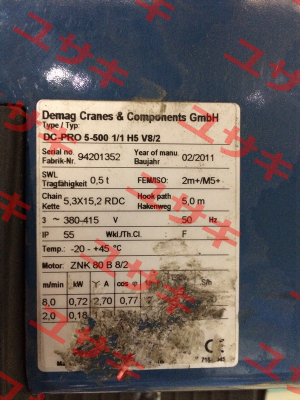 Demag Cranes & Components GmbH
Type / Typ:
DC-PRO 5-500 1/1 H5 V8/2
Serial no Year of manu.
Fabrik-Nr. 94201352 Baujahr 02/2011
SWL FEM/ISO: 2m+/M5+
Tragfähigkeit 0,5 t
Chain Hook path
Kette 5,3X15,2 RDC Hakenweg 5,0 m
3 ~ 380-415 V 50 Hz
IP 55 Wkl./Th.Cl. F
Temp.: -20 - +45 °C
Motor: ZNK 80 B 8/2
m/min kW A cos φ
8,0 0,72 2,70 0,77
2,0 0,18
CE
ユサキ
ユサキ
ユサキ
ユサキ
ユサキ